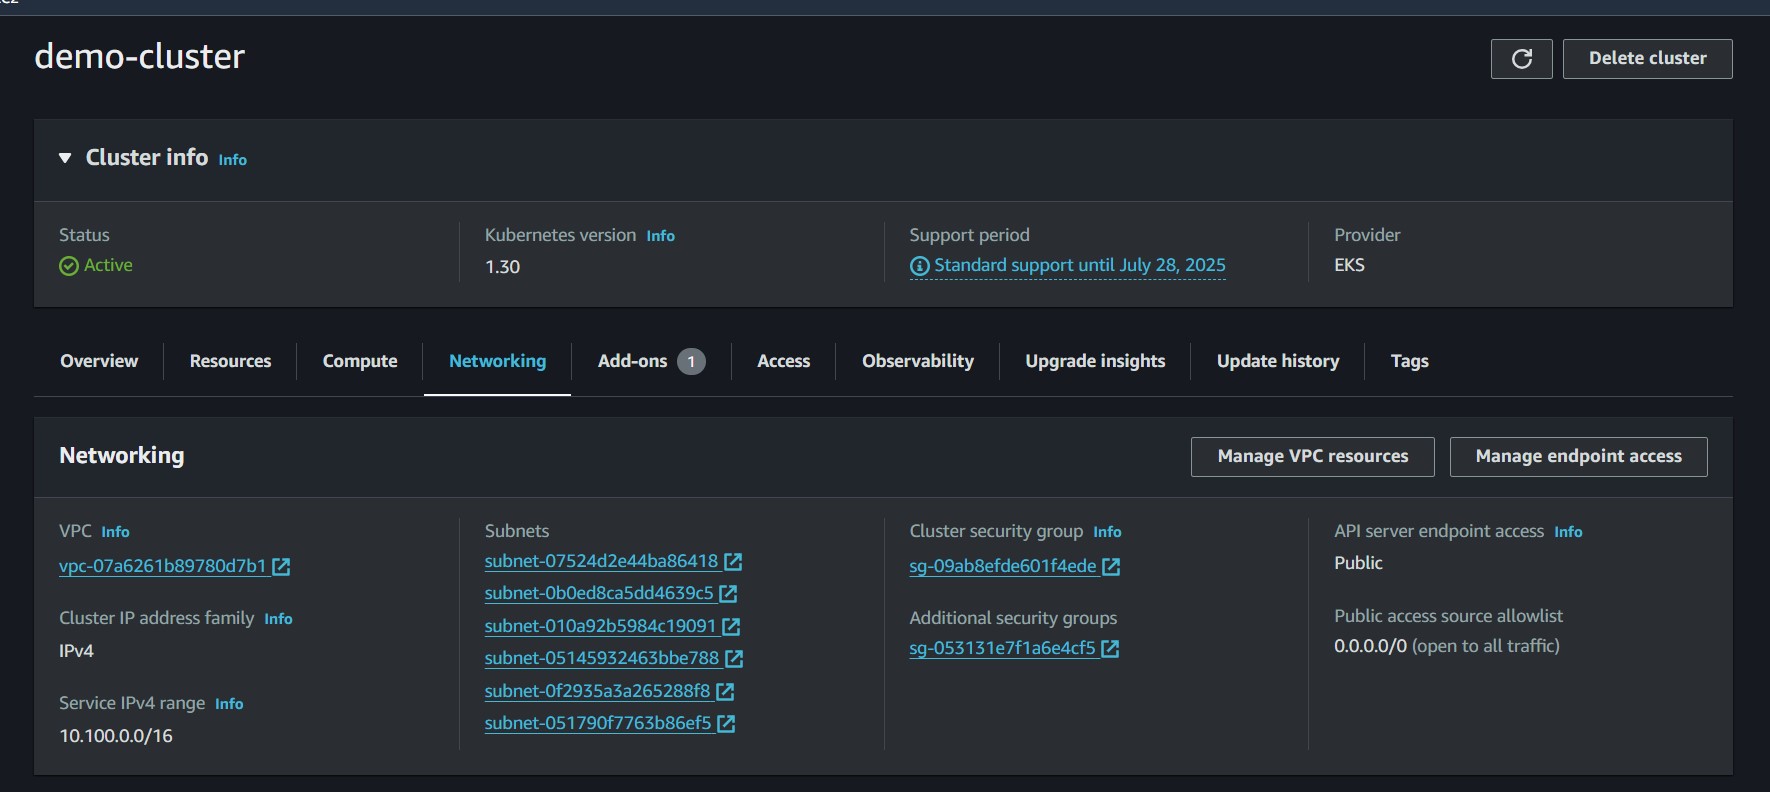 demo-cluster
Delete cluster
Cluster info Info
Status
Active
Kubernetes version Info
1.30
Support period
Standard support until July 28, 2025
Provider
EKS
Overview Resources Compute Networking Add-ons 1 Access Observability Upgrade insights Update history Tags
Networking
Manage VPC resources
Manage endpoint access
VPC Info
vpc-07a6261b89780d7b1
Cluster IP address family Info
IPv4
Service IPv4 range Info
10.100.0.0/16
Subnets
subnet-07524d2e44ba86418
subnet-0b0ed8ca5dd4639c5
subnet-010a92b5984c19091
subnet-05145932463bbe788
subnet-0f2935a3a265288f8
subnet-051790f7763b86ef5
Cluster security group Info
sg-09ab8efde601f4ede
Additional security groups
sg-053131e7f1a6e4cf5
API server endpoint access Info
Public
Public access source allowlist
0.0.0.0/0 (open to all traffic)